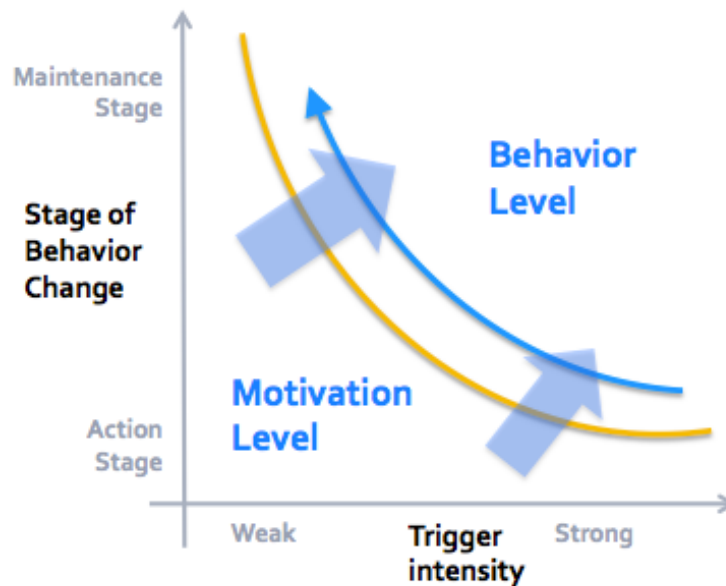 Maintenance
Stage
Behavior
Level
Stage of
Behavior
Change
Motivation
Level
Action
Stage
Weak
Trigger
intensity
Strong